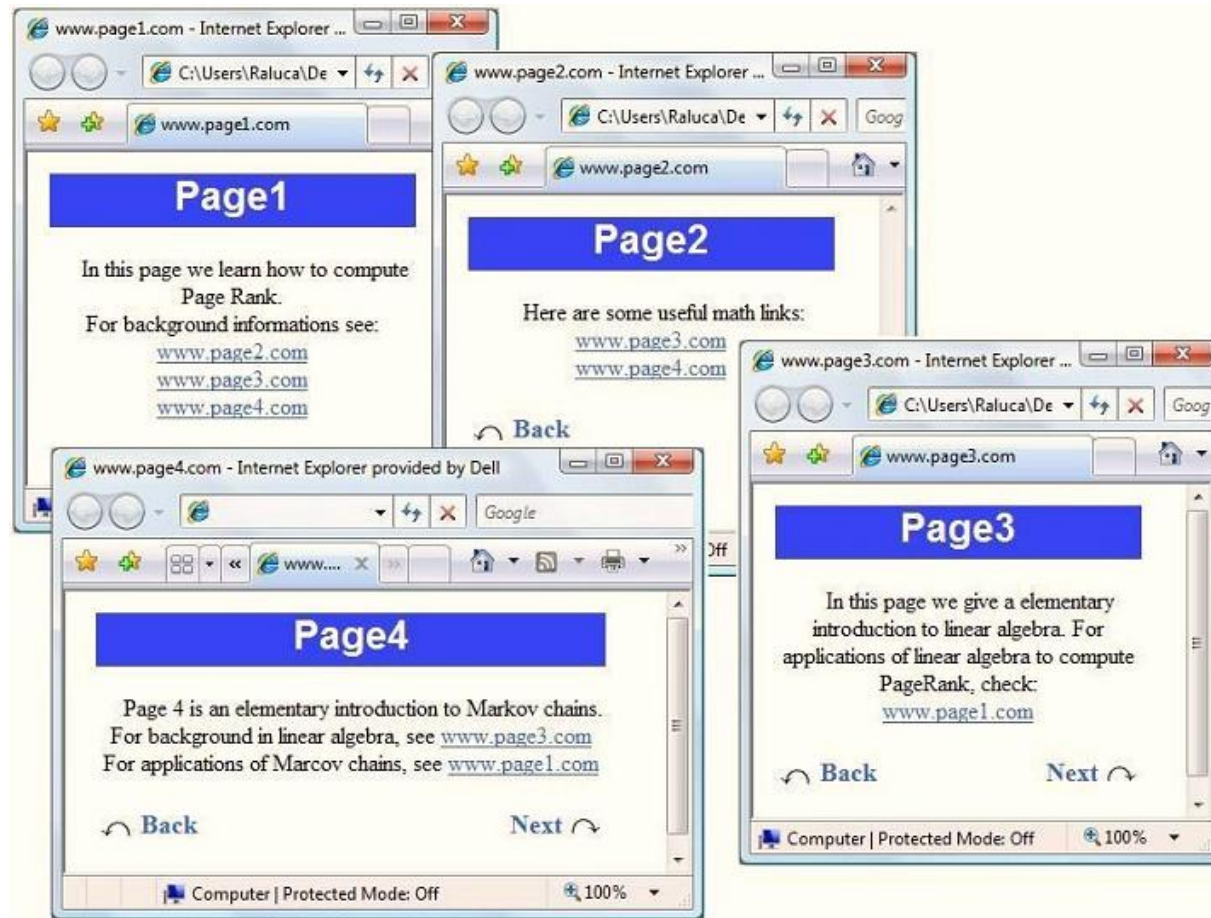 www.page1.com - Internet Explorer ...
C:\Users\Raluca\De
www.page1.com
Page1
In this page we learn how to compute
Page Rank.
For background informations see:
www.page2.com
www.page3.com
www.page4.com
www.page2.com - Internet Explorer ...
C:\Users\Raluca\De
Goog
www.page2.com
Page2
Here are some useful math links:
www.page3.com
www.page4.com
Back
Off
www.page3.com - Internet Explorer ...
C:\Users\Raluca\De
Goog
www.page3.com
Page3
In this page we give a elementary
introduction to linear algebra. For
applications of linear algebra to compute
PageRank, check:
www.page1.com
Back Next
Computer | Protected Mode: Off 100%
www.page4.com - Internet Explorer provided by Dell
Google
www....
Page4
Page 4 is an elementary introduction to Markov chains.
For background in linear algebra, see www.page3.com
For applications of Marcov chains, see www.page1.com
Back Next
Computer | Protected Mode: Off 100%